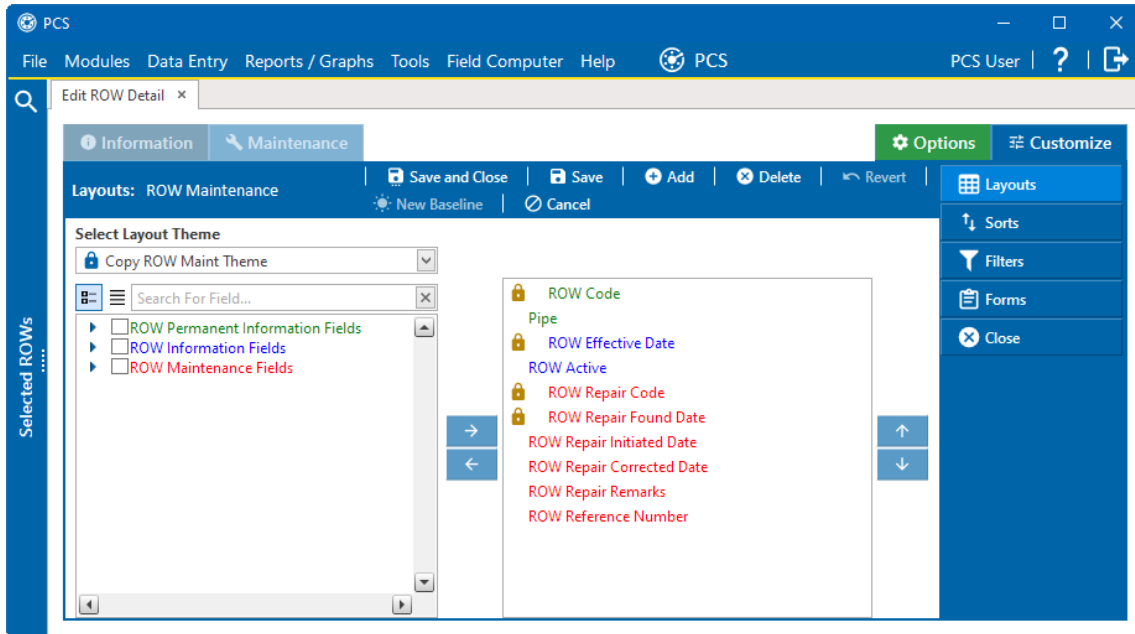 PCS
File Modules Data Entry Reports / Graphs Tools Field Computer Help PCS PCS User | ? |
Edit ROW Detail ×
Information Maintenance Options Customize
Layouts: ROW Maintenance | Save and Close | Save | Add | Delete | Revert |
New Baseline | Cancel
Layouts
Sorts
Filters
Forms
Close
Selected ROWs
Select Layout Theme
Copy ROW Maint Theme
Search For Field...
ROW Permanent Information Fields
ROW Information Fields
ROW Maintenance Fields
ROW Code
Pipe
ROW Effective Date
ROW Active
ROW Repair Code
ROW Repair Found Date
ROW Repair Initiated Date
ROW Repair Corrected Date
ROW Repair Remarks
ROW Reference Number